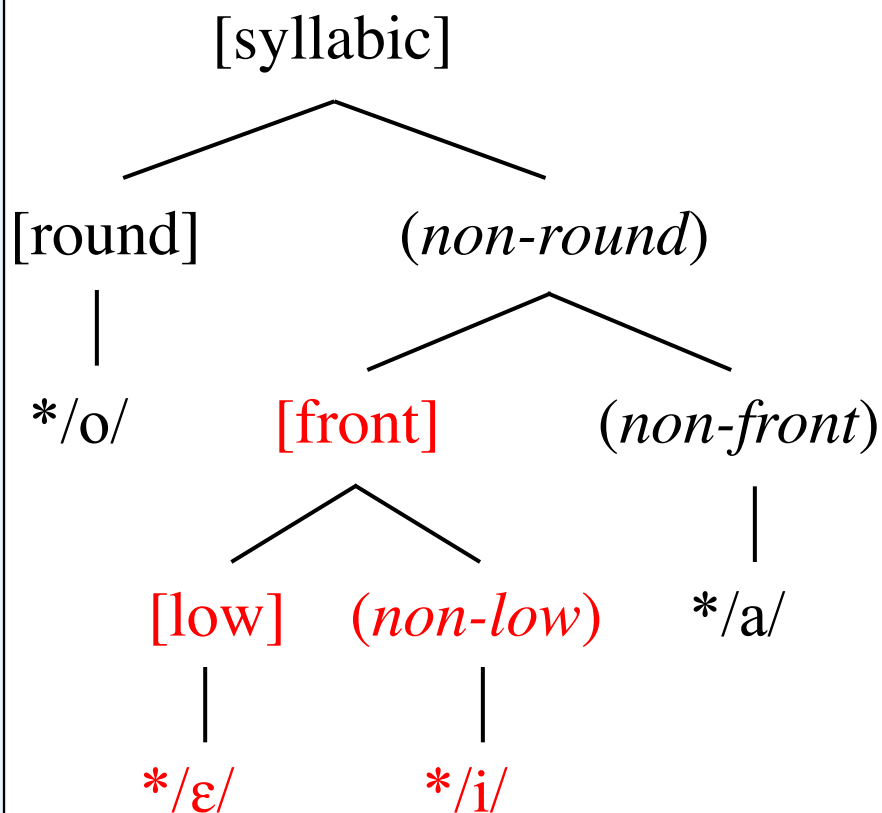 [syllabic]
[round] (non-round)
*/o/ [front] (non-front)
[low] (non-low) */a/
*/ɛ/ */i/